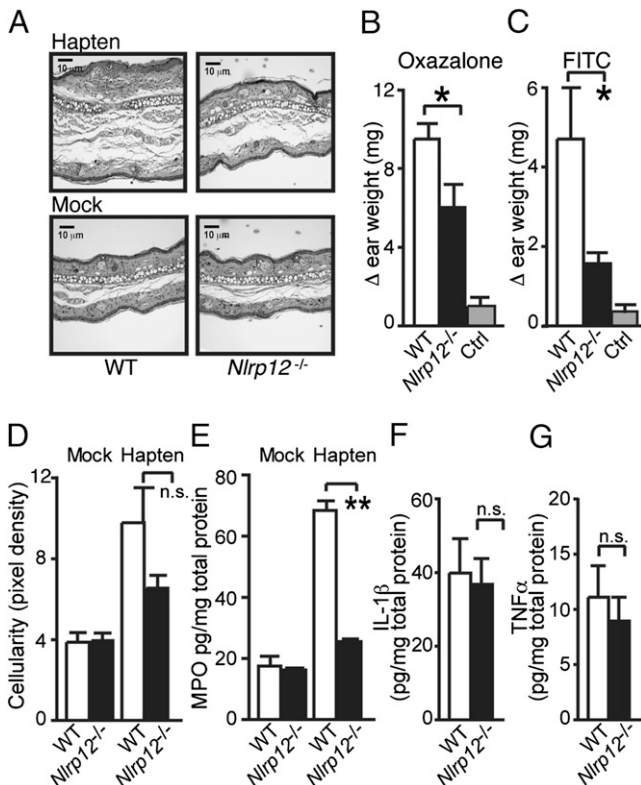 A
Hapten
10 µm
10 µm
Mock
10 µm
10 µm
WT
Nlrp12 -/-
B
Oxazalone
Δ ear weight (mg)
12
9
6
3
0
*
WT
Nlrp12-/-
Ctrl
C
FITC
Δ ear weight (mg)
6
4
2
0
*
WT
Nlrp12-/-
Ctrl
D
Mock Hapten
Cellularity (pixel density)
12
8
4
0
n.s.
WT
Nlrp12-/-
WT
Nlrp12-/-
E
Mock Hapten
MPO pg/mg total protein
80
60
40
20
0
**
WT
Nlrp12-/-
WT
Nlrp12-/-
F
IL-1β
(pg/mg total protein)
60
40
40
0
n.s.
WT
Nlrp12-/-
G
TNFα
(pg/mg total protein)
20
15
10
5
0
n.s.
WT
Nlrp12-/-